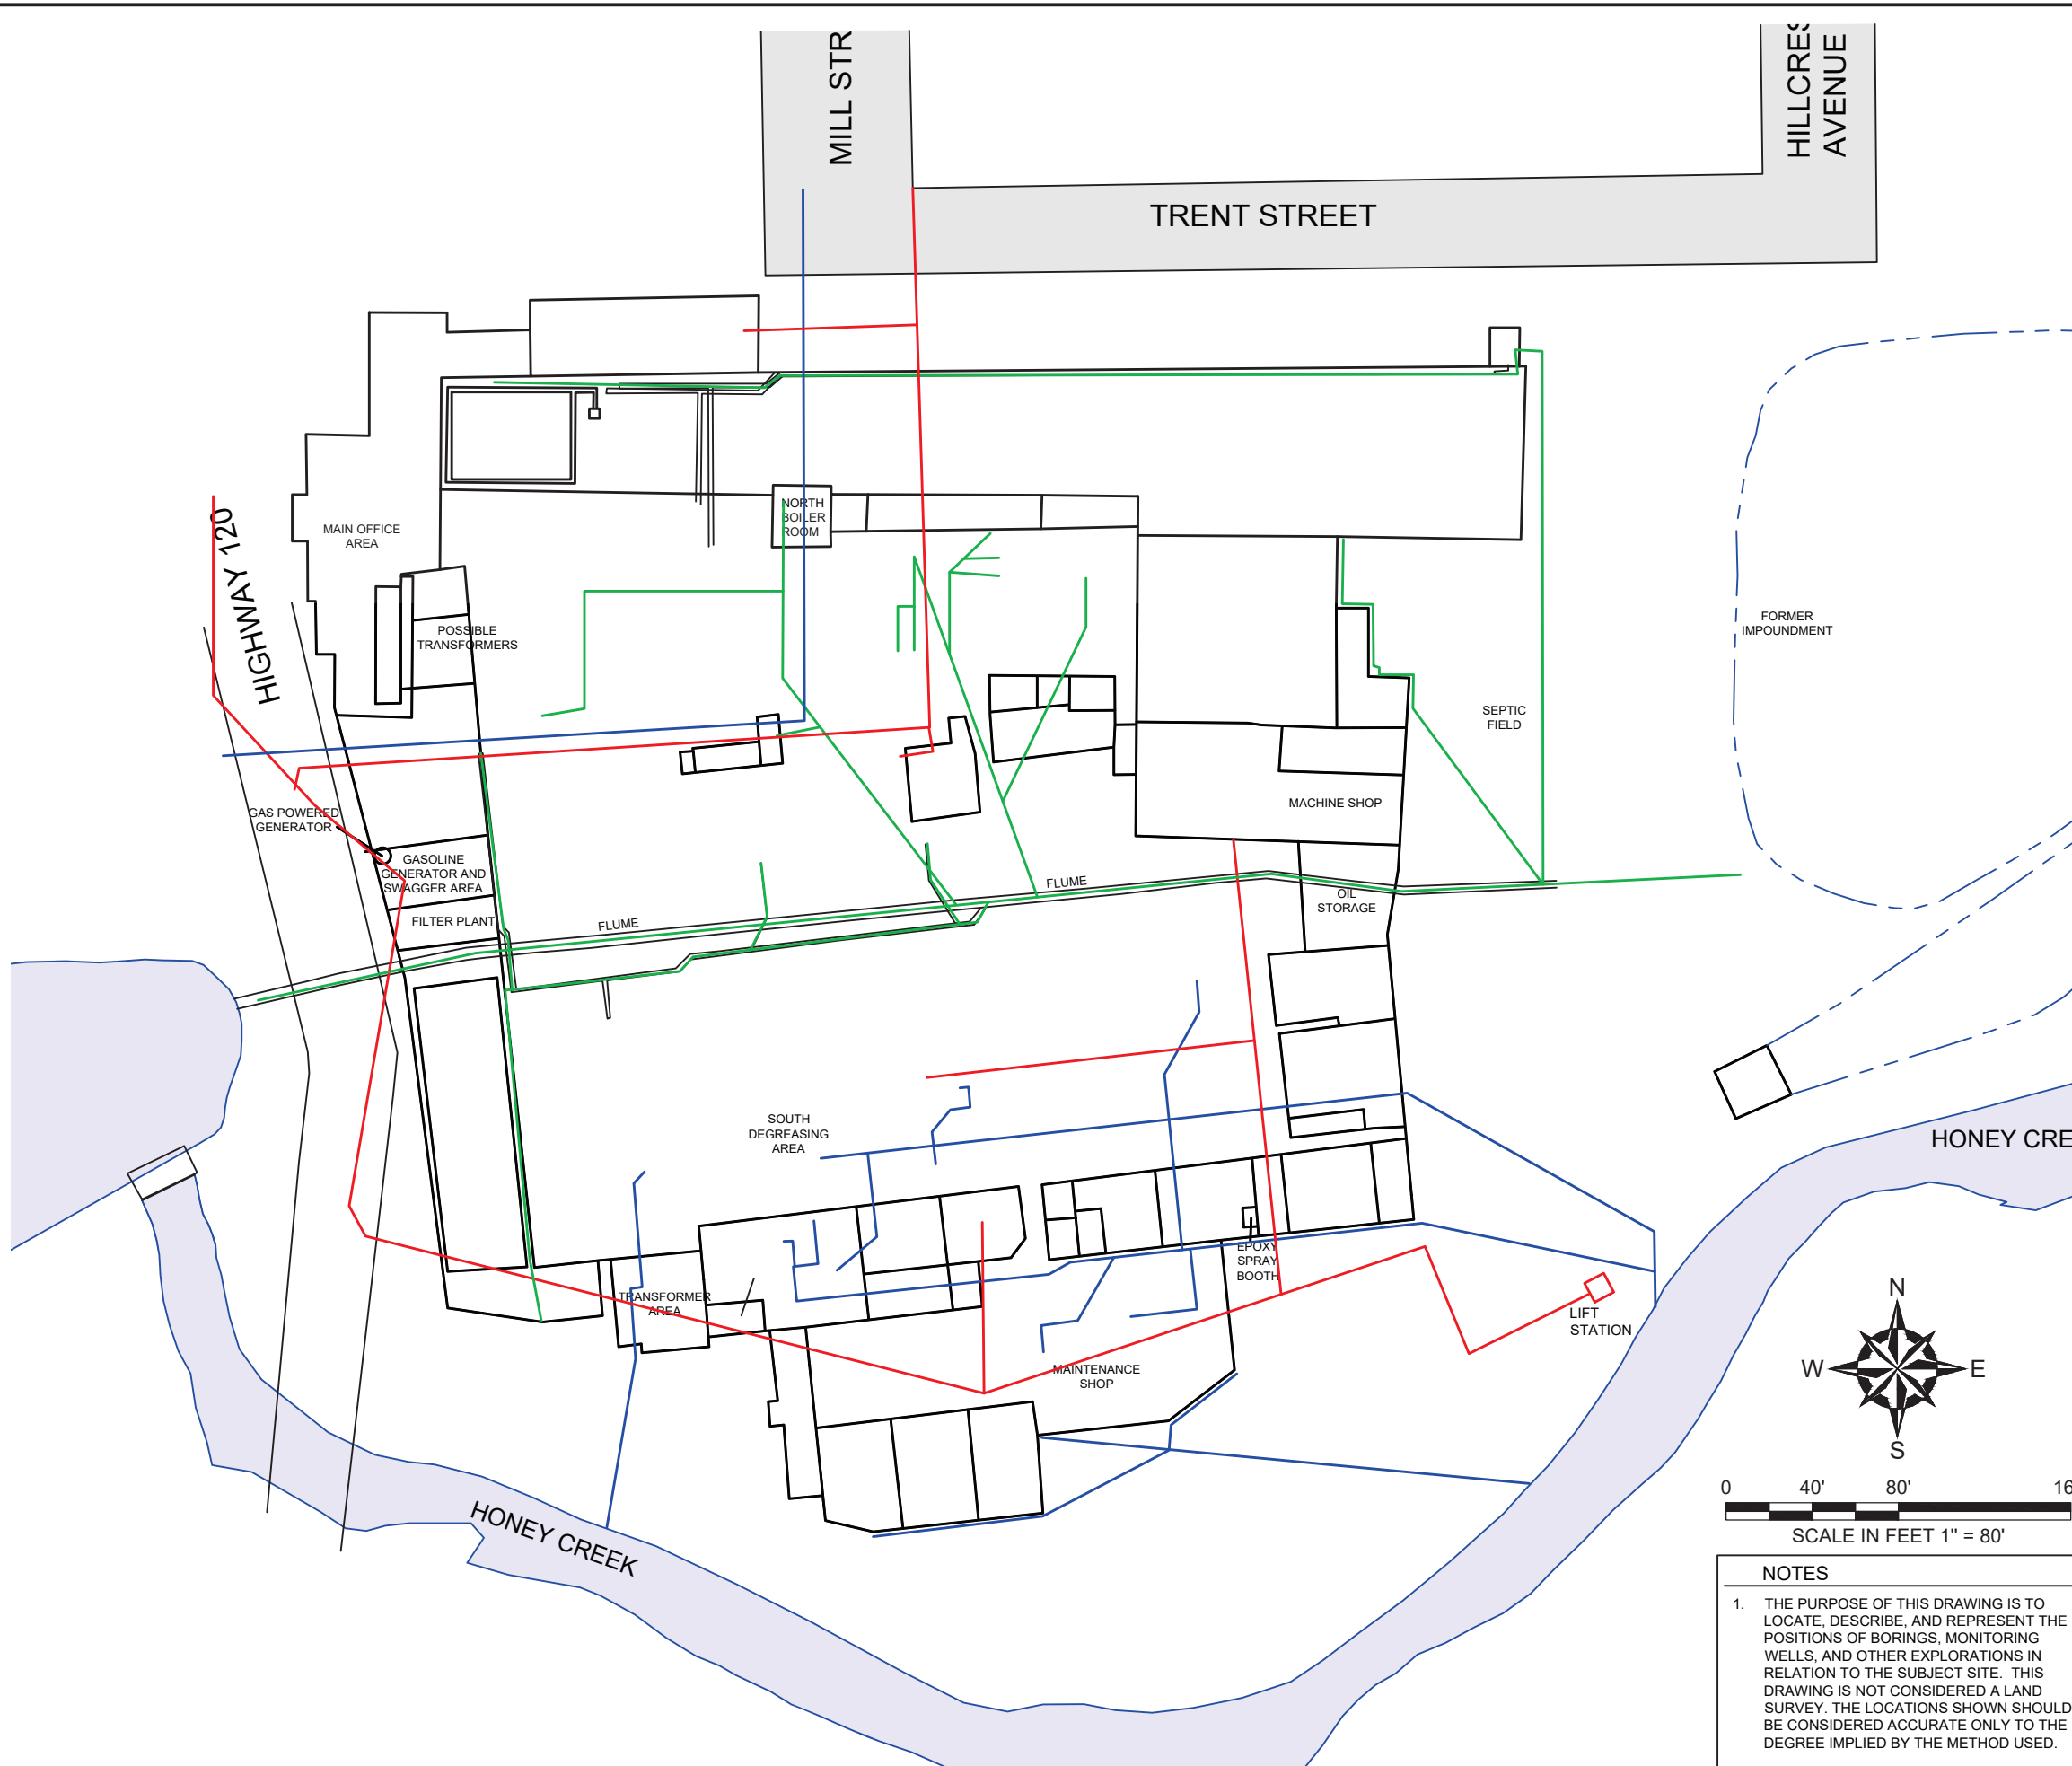 MILL STR
HILLCRES
AVENUE
TRENT STREET
NORTH
BOILER
ROOM
MAIN OFFICE
AREA
HIGHWAY 120
POSSIBLE
TRANSFORMERS
FORMER
IMPOUNDMENT
SEPTIC
FIELD
MACHINE SHOP
GAS POWERED
GENERATOR
GASOLINE
GENERATOR AND
SWAGGER AREA
FLUME
OIL
STORAGE
FILTER PLANT
FLUME
SOUTH
DEGREASING
AREA
HONEY CRE
EPOXY
SPRAY
BOOTH
TRANSFORMER
AREA
LIFT
STATION
MAINTENANCE
SHOP
N
W E
S
HONEY CREEK
0 40' 80' 16
SCALE IN FEET 1" = 80'
NOTES
1. THE PURPOSE OF THIS DRAWING IS TO
LOCATE, DESCRIBE, AND REPRESENT THE
POSITIONS OF BORINGS, MONITORING
WELLS, AND OTHER EXPLORATIONS IN
RELATION TO THE SUBJECT SITE. THIS
DRAWING IS NOT CONSIDERED A LAND
SURVEY. THE LOCATIONS SHOWN SHOULD
BE CONSIDERED ACCURATE ONLY TO THE
DEGREE IMPLIED BY THE METHOD USED.